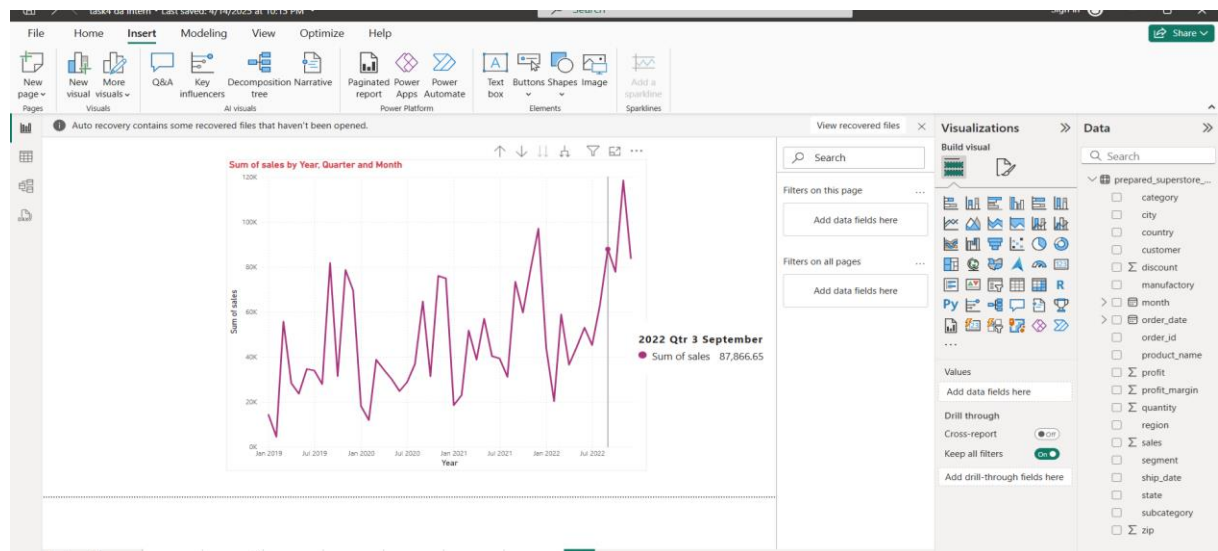 task4 da intern • Last saved: 4/14/2025 at 10:15 PM
Search
Sign in
File Home Insert Modeling View Optimize Help
Share
New page
New visual
More visuals
Q&A
Key influencers
Decomposition tree
Narrative
Paginated report
Power Apps
Power Automate
Text box
Buttons
Shapes
Image
Add a sparkline
Pages
Visuals
AI visuals
Power Platform
Elements
Sparklines
Auto recovery contains some recovered files that haven't been opened.
View recovered files
Sum of sales by Year, Quarter and Month
120K
100K
80K
60K
40K
20K
0K
Sum of sales
Jan 2019 Jul 2019 Jan 2020 Jul 2020 Jan 2021 Jul 2021 Jan 2022 Jul 2022
Year
2022 Qtr 3 September
Sum of sales 87,866.65
Search
Filters on this page
Add data fields here
Filters on all pages
Add data fields here
Visualizations
Build visual
R
Py
Values
Add data fields here
Drill through
Cross-report
Off
Keep all filters
On
Add drill-through fields here
Data
Search
prepared_superstore_...
category
city
country
customer
discount
manufactory
month
order_date
order_id
product_name
profit
profit_margin
quantity
region
sales
segment
ship_date
state
subcategory
zip